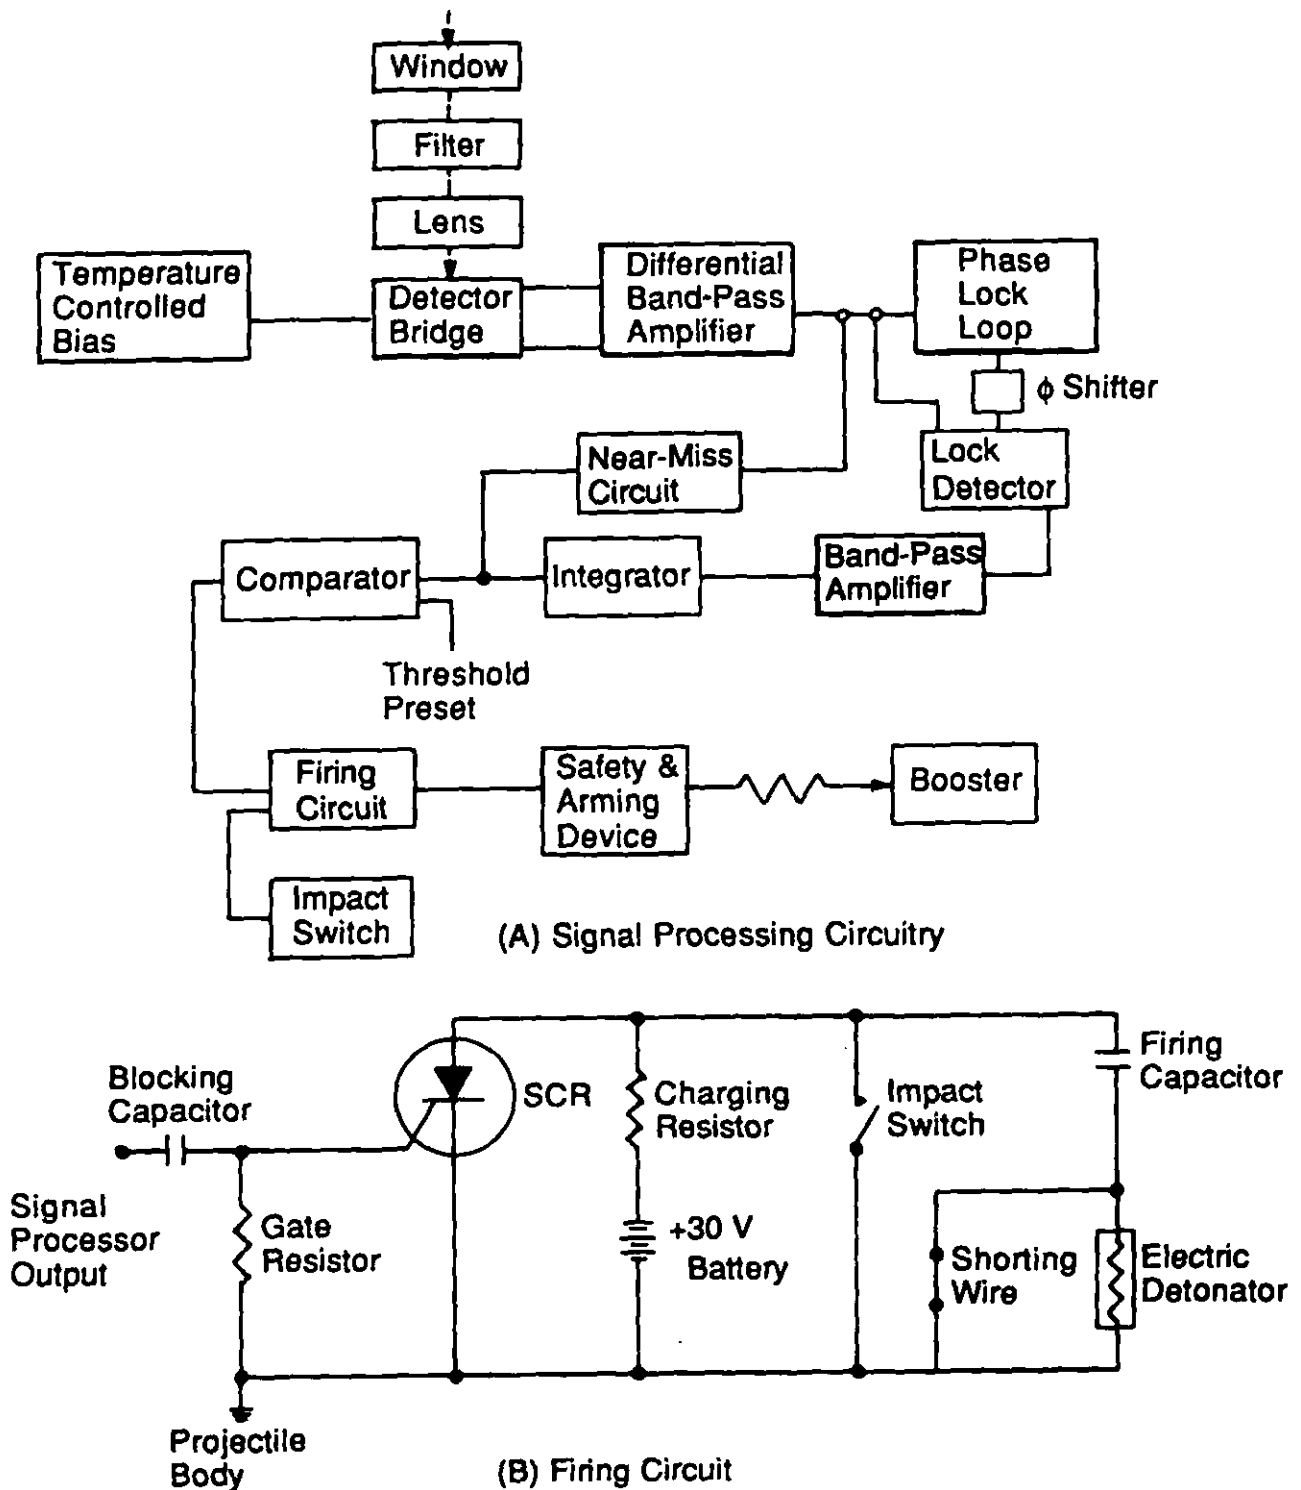 Window
Filter
Lens
Temperature
Controlled
Bias
Detector
Bridge
Differential
Band-Pass
Amplifier
Phase
Lock
Loop
ϕ Shifter
Near-Miss
Circuit
Lock
Detector
Comparator
Integrator
Band-Pass
Amplifier
Threshold
Preset
Firing
Circuit
Safety &
Arming
Device
Booster
Impact
Switch
(A) Signal Processing Circuitry
Blocking
Capacitor
SCR
Charging
Resistor
Impact
Switch
Firing
Capacitor
Signal
Processor
Output
Gate
Resistor
+30 V
Battery
Shorting
Wire
Electric
Detonator
Projectile
Body
(B) Firing Circuit